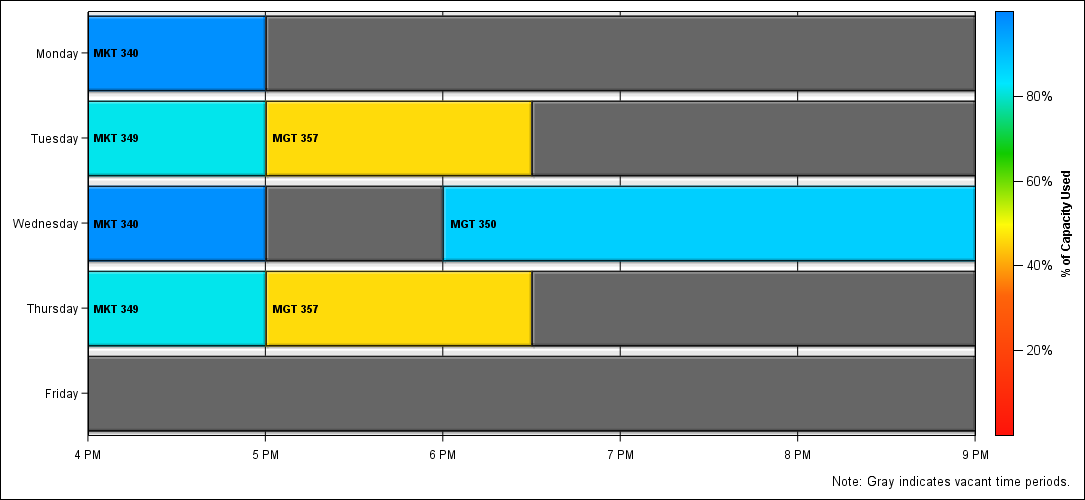 Monday
MKT 340
Tuesday
MKT 349
MGT 357
Wednesday
MKT 340
MGT 350
Thursday
MKT 349
MGT 357
Friday
4 PM
5 PM
6 PM
7 PM
8 PM
9 PM
80%
60%
40%
20%
% of Capacity Used
Note: Gray indicates vacant time periods.